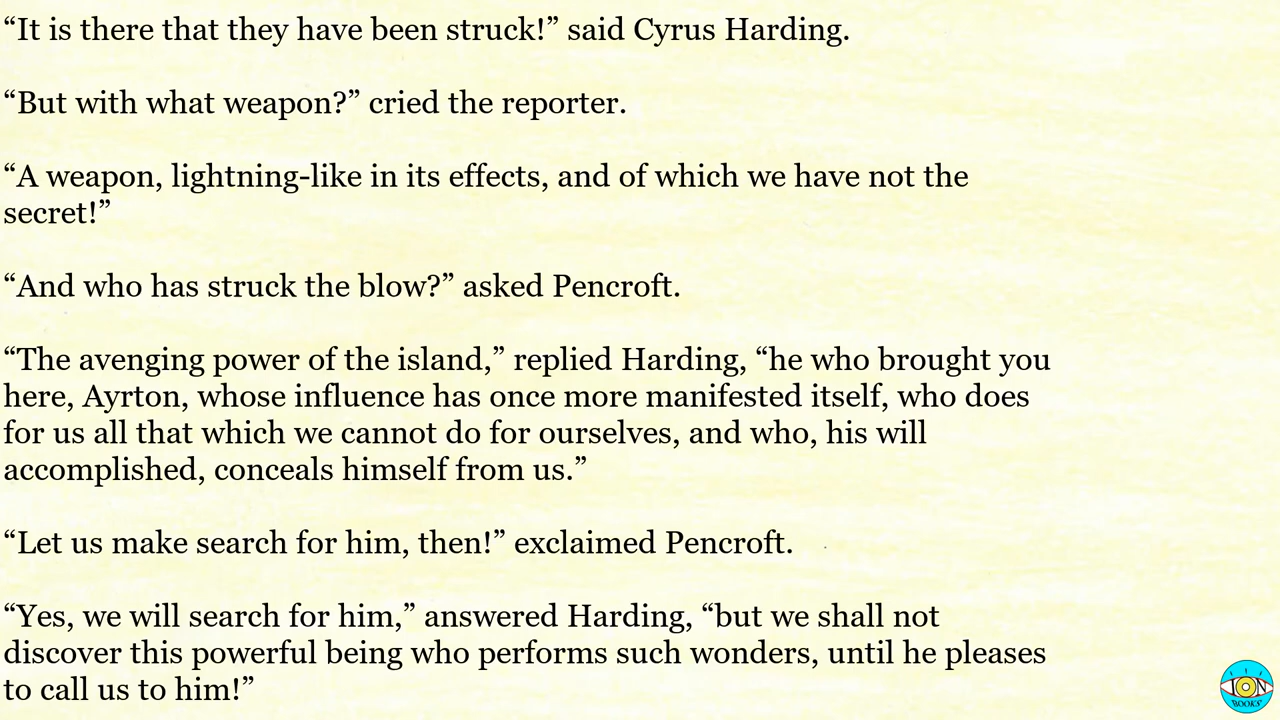 “It is there that they have been struck!” said Cyrus Harding.
“But with what weapon?” cried the reporter.
“A weapon, lightning-like in its effects, and of which we have not the
secret!”
“And who has struck the blow?” asked Pencroft.
“The avenging power of the island,” replied Harding, “he who brought you
here, Ayrton, whose influence has once more manifested itself, who does
for us all that which we cannot do for ourselves, and who, his will
accomplished, conceals himself from us.”
“Let us make search for him, then!” exclaimed Pencroft.
“Yes, we will search for him,” answered Harding, “but we shall not
discover this powerful being who performs such wonders, until he pleases
to call us to him!”
ION
BOOKS